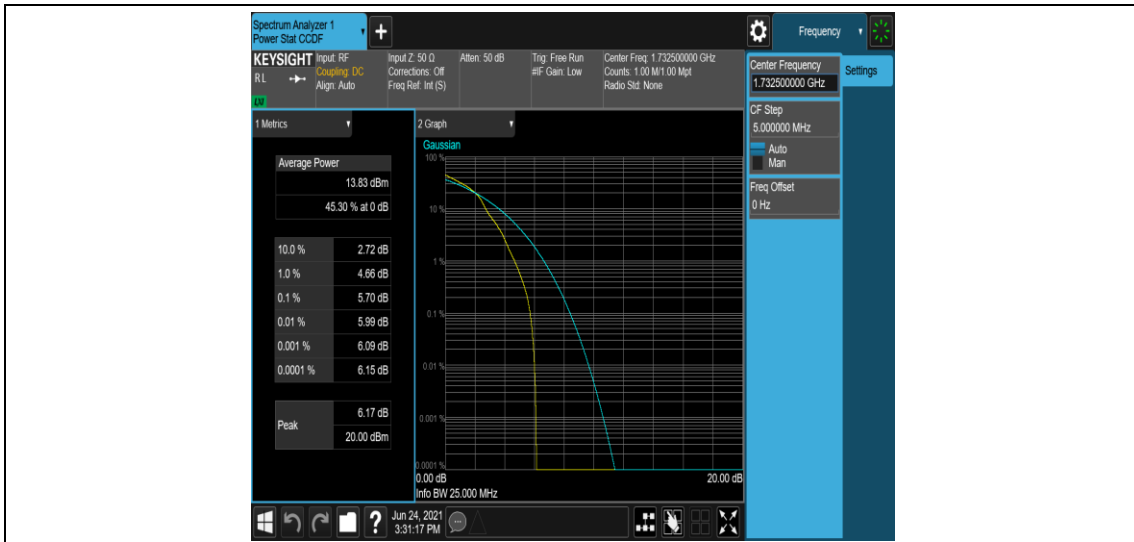 Spectrum Analyzer 1
Power Stat CCDF
+
Frequency
KEYSIGHT
RL
LXI
Input: RF
Coupling: DC
Align: Auto
Input Z: 50 Ω
Corrections: Off
Freq Ref: Int (S)
Atten: 50 dB
Trig: Free Run
#IF Gain: Low
Center Freq: 1.732500000 GHz
Counts: 1.00 M/1.00 Mpt
Radio Std: None
Center Frequency
1.732500000 GHz
Settings
CF Step
5.000000 MHz
Auto
Man
Freq Offset
0 Hz
1 Metrics
Average Power
13.83 dBm
45.30 % at 0 dB
10.0 % 2.72 dB
1.0 % 4.66 dB
0.1 % 5.70 dB
0.01 % 5.99 dB
0.001 % 6.09 dB
0.0001 % 6.15 dB
Peak 6.17 dB
20.00 dBm
2 Graph
Gaussian
100 %
10 %
1 %
0.1 %
0.01 %
0.001 %
0.0001 %
0.00 dB 20.00 dB
Info BW 25.000 MHz
?
Jun 24, 2021
3:31:17 PM